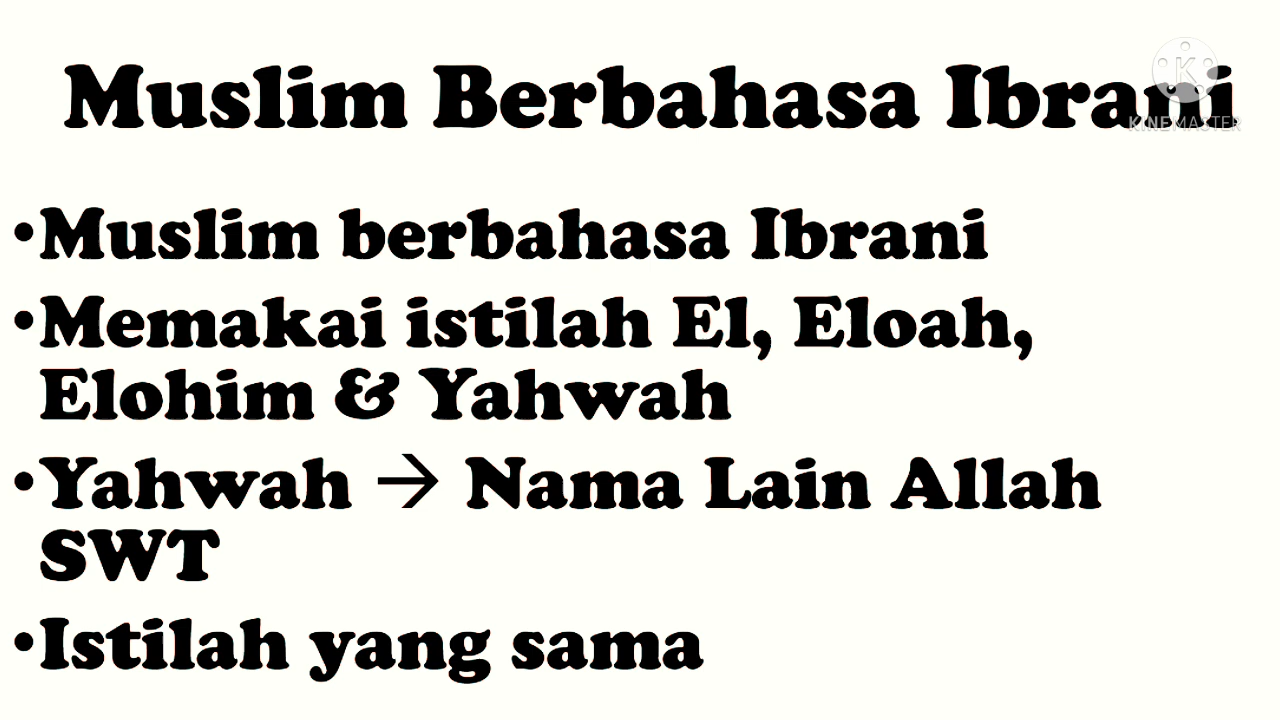 Muslim Berbahasa Ibrani
KINEMASTER
•Muslim berbahasa Ibrani
•Memakai istilah El, Eloah,
Elohim & Yahwah
•Yahwah → Nama Lain Allah
SWT
•Istilah yang sama